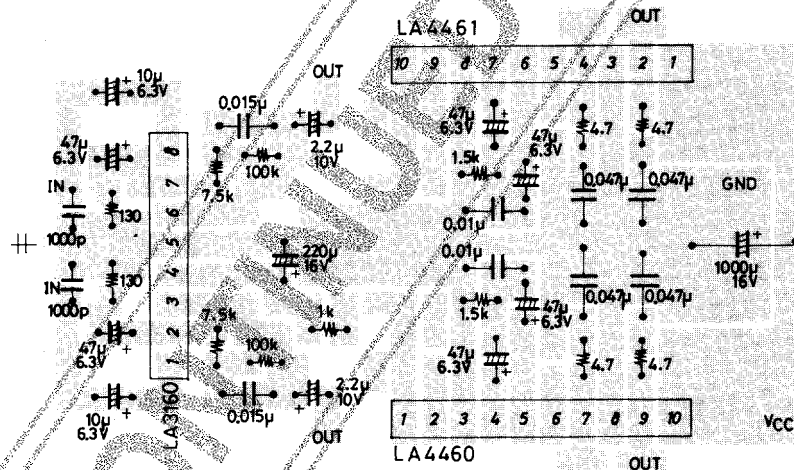 LA4461
OUT
10 9 8 7 6 5 4 3 2 1
10μ
6.3V
OUT
0.015μ
47μ
6.3V
47μ
6.3V
4.7
4.7
47μ
6.3V
2.2μ
10V
8
100k
1.5k
7
7.5k
0.047μ
0.047μ
GND
IN
130
6
1000p
0.01μ
5
220μ
16V
0.01μ
1000μ
16V
4
IN
130
1000p
3
7.5k
1k
1.5k
47μ
6.3V
0.047μ
0.047μ
2
47μ
6.3V
100k
47μ
6.3V
4.7
4.7
1
2.2μ
10V
10μ
6.3V
LA3160
0.015μ
1 2 3 4 5 6 7 8 9 10
VCC
OUT
LA4460
OUT